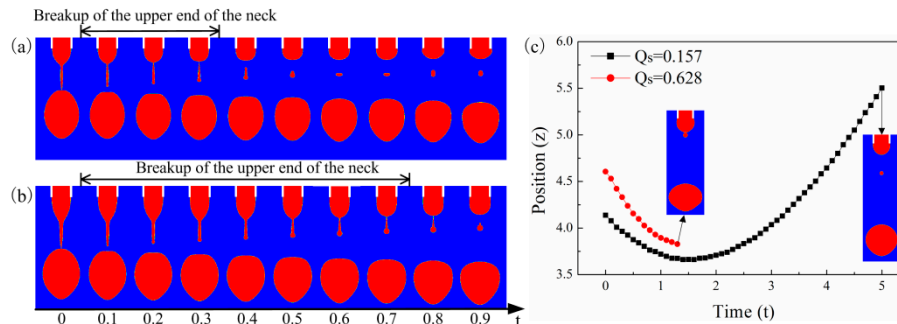 Breakup of the upper end of the neck
(a)
Breakup of the upper end of the neck
(b)
0 0.1 0.2 0.3 0.4 0.5 0.6 0.7 0.8 0.9 t
(c)
6.0
5.5
5.0
4.5
4.0
3.5
Position (z)
Qs=0.157
Qs=0.628
0 1 2 3 4 5
Time (t)